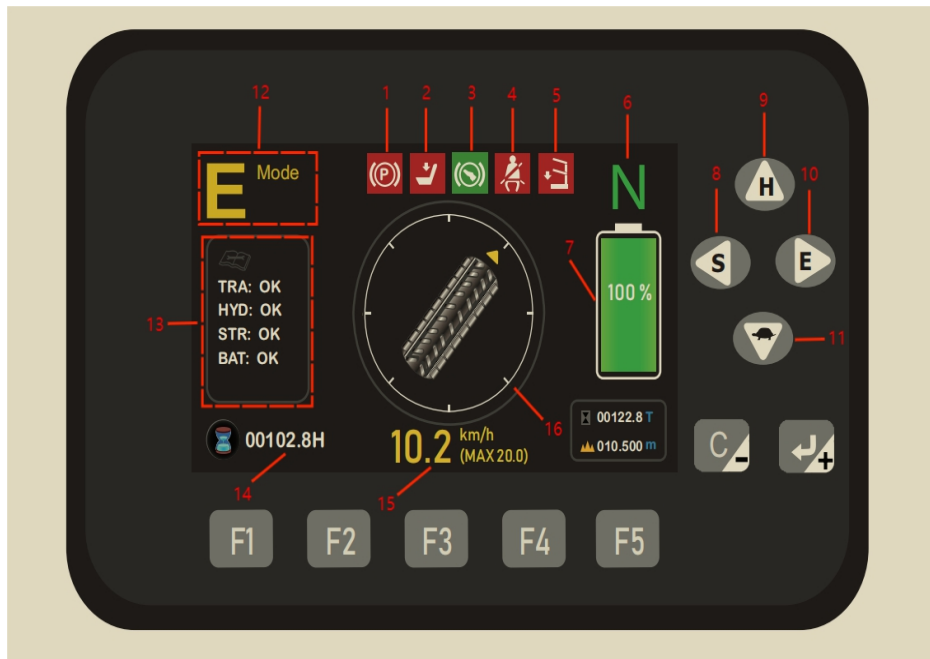 12
1
2
3
4
5
6
9
E Mode
(P)
N
H
8
10
S
E
7
100 %
TRA: OK
HYD: OK
STR: OK
BAT: OK
13
11
00102.8H
10.2 km/h
(MAX 20.0)
16
00122.8 T
010.500 m
C -
+
14
15
F1
F2
F3
F4
F5